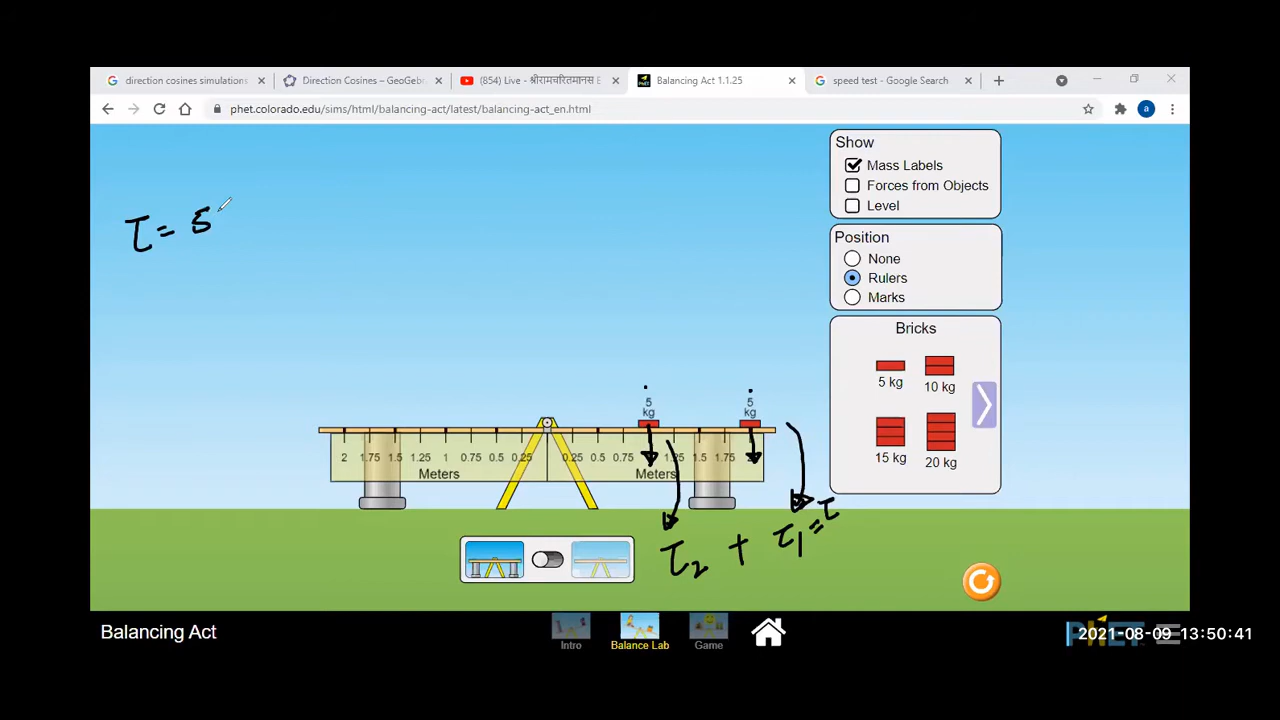 direction cosines simulations
Direction Cosines – GeoGebr
(854) Live - श्रीरामचरितमानस
Balancing Act 1.1.25
speed test - Google Search
phet.colorado.edu/sims/html/balancing-act/latest/balancing-act_en.html
a
Show
Mass Labels
Forces from Objects
Level
Position
None
Rulers
Marks
Bricks
5 kg 10 kg
15 kg 20 kg
τ = 5
5 kg 5 kg
2 1.75 1.5 1.25 1 0.75 0.5 0.25 0.25 0.5 0.75 1.25 1.5 1.75
Meters Meters
τ2 + τ1 = τ
Balancing Act
Intro
Balance Lab
Game
PhET
2021-08-09 13:50:41